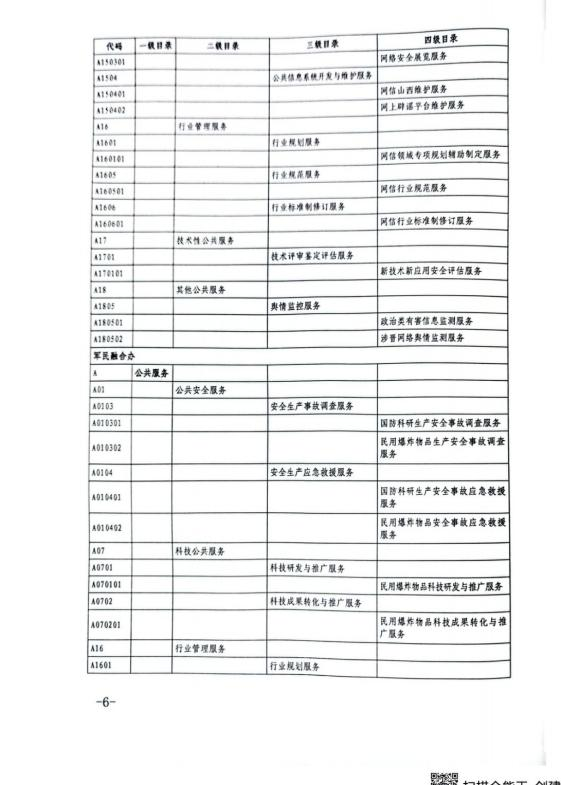 代码 一级目录 二级目录 三级目录 四级目录
A150301 网络安全展览服务
A1504 公共信息系统开发与维护服务
A150401 网信山西维护服务
A150402 网上辟谣平台维护服务
A16 行业管理服务
A1601 行业规划服务
A160101 网信领域专项规划辅助制定服务
A1605 行业规范服务
A160501 网信行业规范服务
A1606 行业标准制修订服务
A160601 网信行业标准制修订服务
A17 技术性公共服务
A1701 技术评审鉴定评估服务
A170101 新技术新应用安全评估服务
A18 其他公共服务
A1805 舆情监控服务
A180501 政治类有害信息监测服务
A180502 涉晋网络舆情监测服务
军民融合办
A 公共服务
A01 公共安全服务
A0103 安全生产事故调查服务
A010301 国防科研生产安全事故调查服务
A010302 民用爆炸物品生产安全事故调查
服务
A0104 安全生产应急救援服务
A010401 国防科研生产安全事故应急救援
服务
A010402 民用爆炸物品安全事故应急救援
服务
A07 科技公共服务
A0701 科技研发与推广服务
A070101 民用爆炸物品科技研发与推广服务
A0702 科技成果转化与推广服务
A070201 民用爆炸物品科技成果转化与推
广服务
A16 行业管理服务
A1601 行业规划服务
-6-
扫描全能王 创建